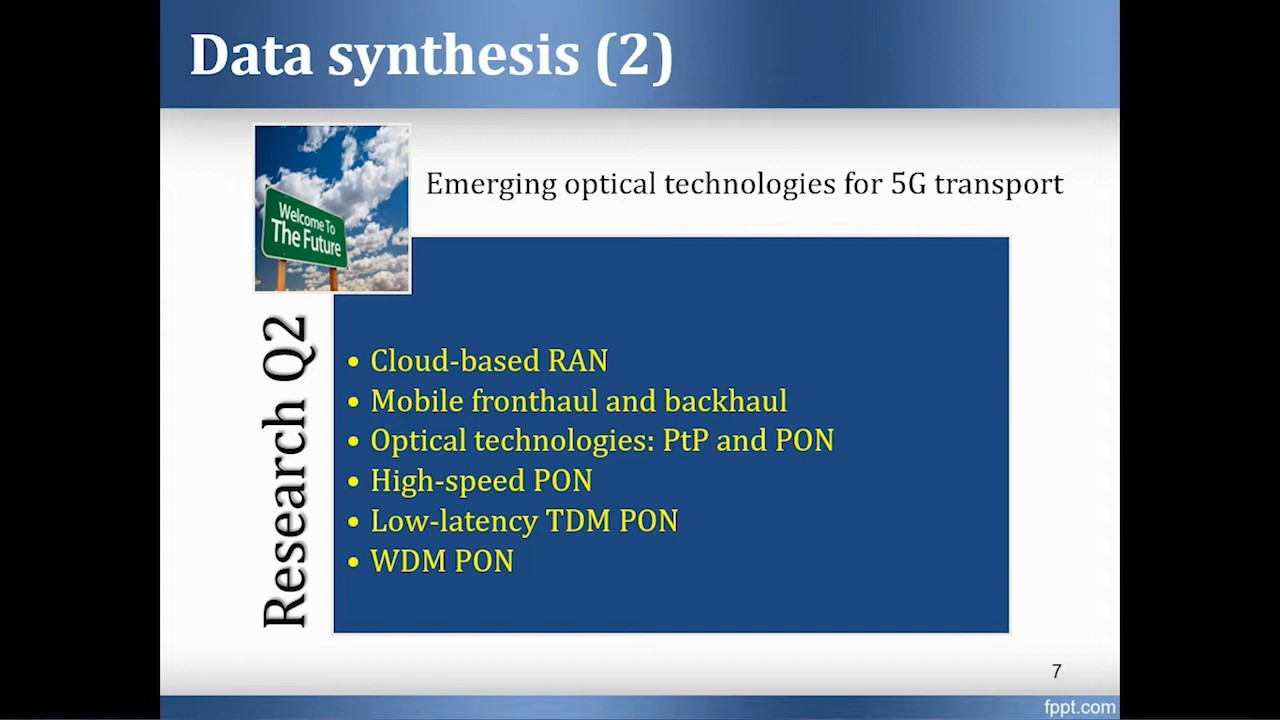 Data synthesis (2)
Welcome To
The Future
Emerging optical technologies for 5G transport
Research Q2
• Cloud-based RAN
• Mobile fronthaul and backhaul
• Optical technologies: PtP and PON
• High-speed PON
• Low-latency TDM PON
• WDM PON
7
fppt.com